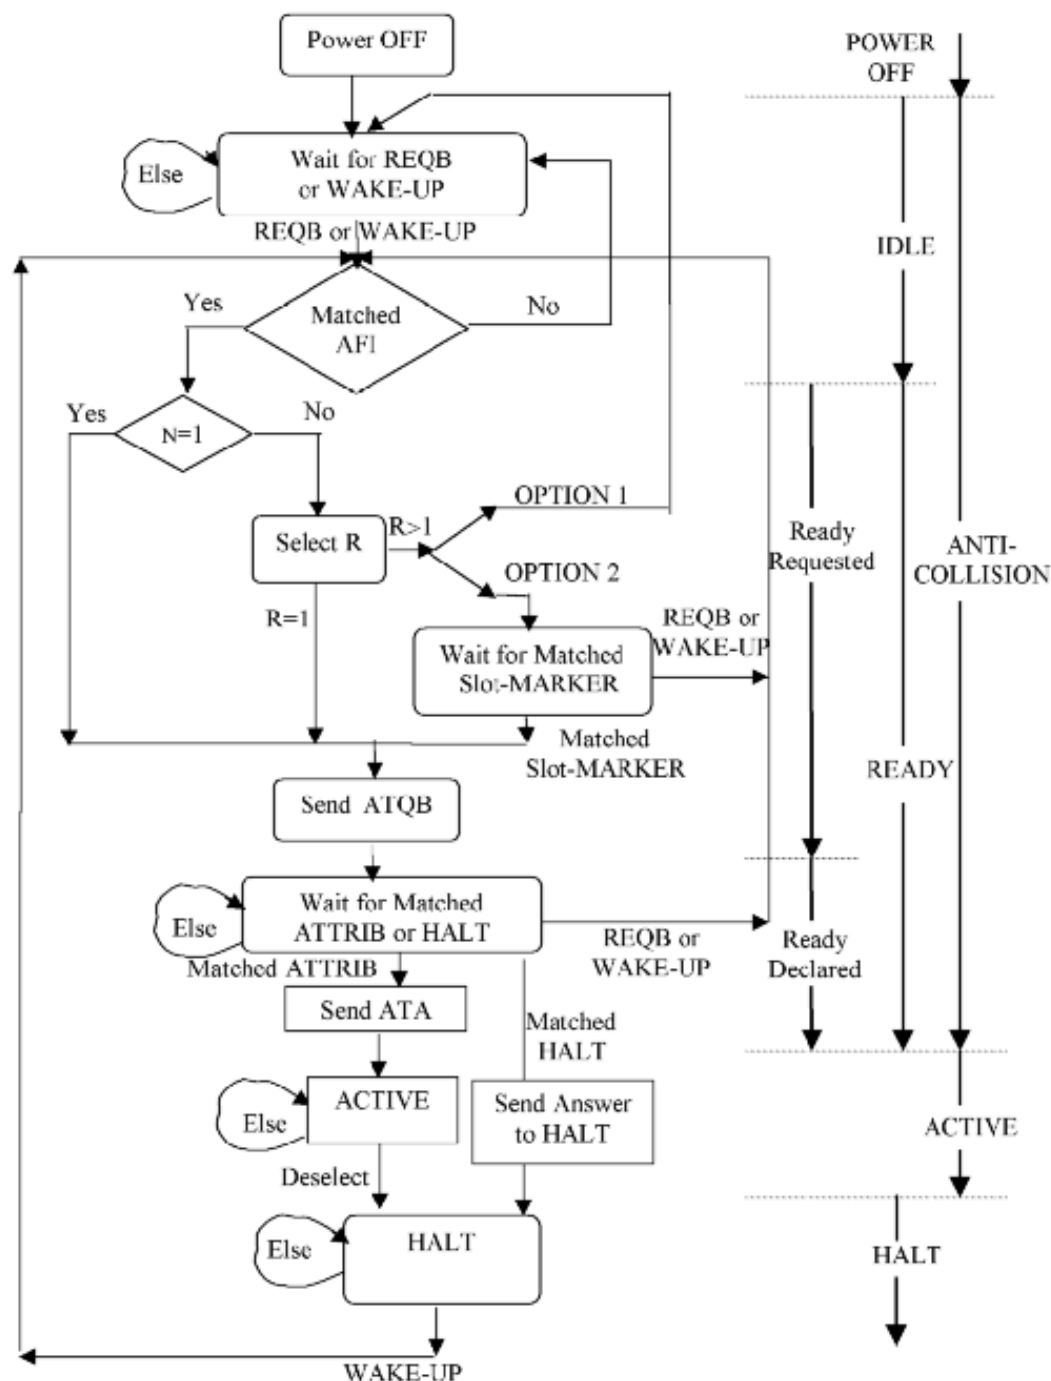 Power OFF
POWER
OFF
Else
Wait for REQB
or WAKE-UP
REQB or WAKE-UP
IDLE
Yes
Matched
AFI
No
Yes
N=1
No
OPTION 1
Select R
R>1
OPTION 2
Ready
Requested
ANTI-
COLLISION
R=1
REQB or
WAKE-UP
Wait for Matched
Slot-MARKER
Matched
Slot-MARKER
READY
Send ATQB
Else
Wait for Matched
ATTRIB or HALT
REQB or
WAKE-UP
Ready
Declared
Matched ATTRIB
Send ATA
Matched
HALT
Else
ACTIVE
Send Answer
to HALT
ACTIVE
Deselect
Else
HALT
HALT
WAKE-UP